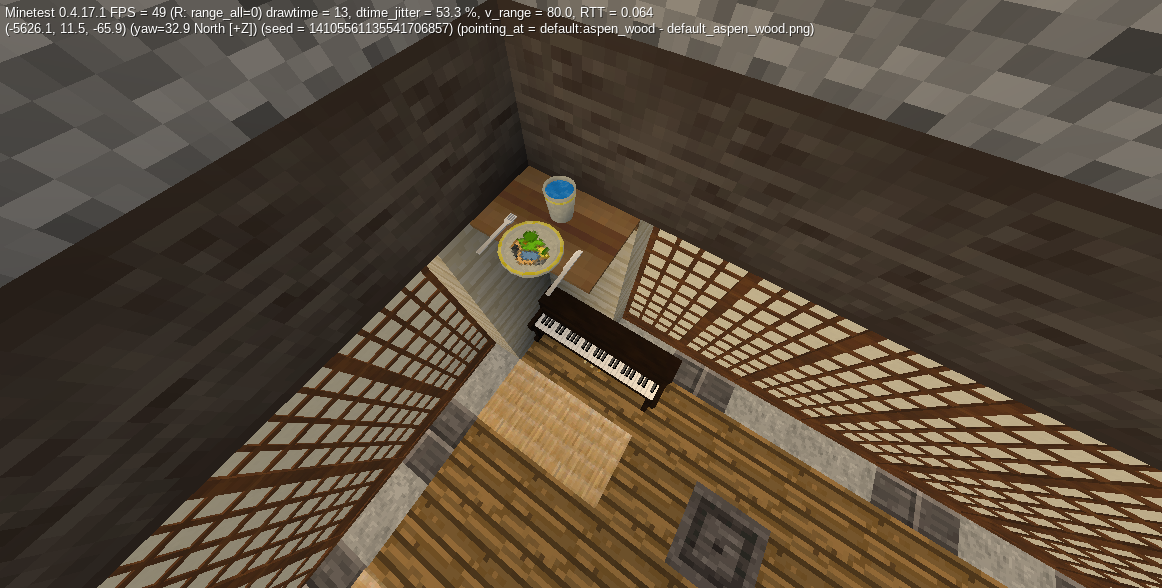 Minetest 0.4.17.1 FPS = 49 (R: range_all=0) drawtime = 13, dtime_jitter = 53.3 %, v_range = 80.0, RTT = 0.064
(-5626.1, 11.5, -65.9) (yaw=32.9 North [+Z]) (seed = 14105561135541706857) (pointing_at = default:aspen_wood - default_aspen_wood.png)